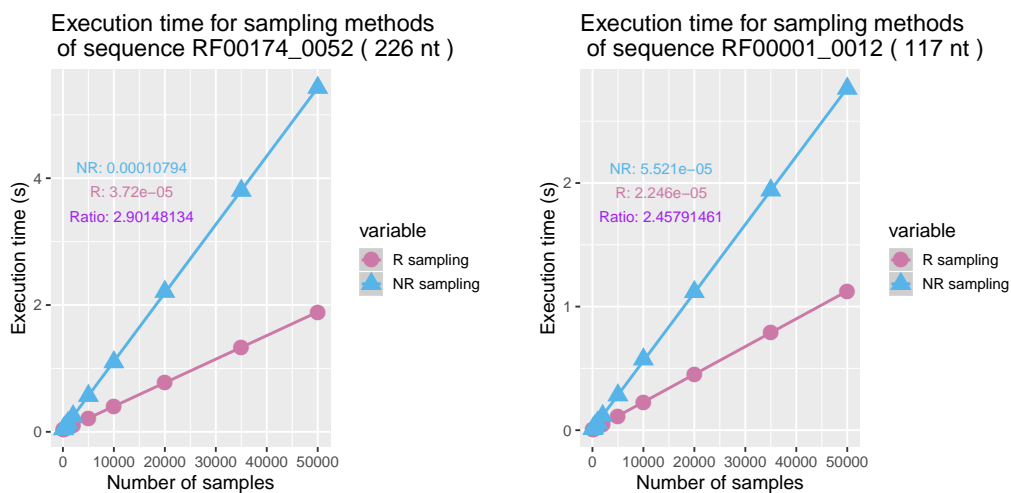 Execution time for sampling methods
of sequence RF00174_0052 ( 226 nt )
Execution time (s)
4
2
0
NR: 0.00010794
R: 3.72e−05
Ratio: 2.90148134
0 10000 20000 30000 40000 50000
Number of samples
variable
R sampling
NR sampling
Execution time for sampling methods
of sequence RF00001_0012 ( 117 nt )
Execution time (s)
2
1
0
NR: 5.521e−05
R: 2.246e−05
Ratio: 2.45791461
0 10000 20000 30000 40000 50000
Number of samples
variable
R sampling
NR sampling